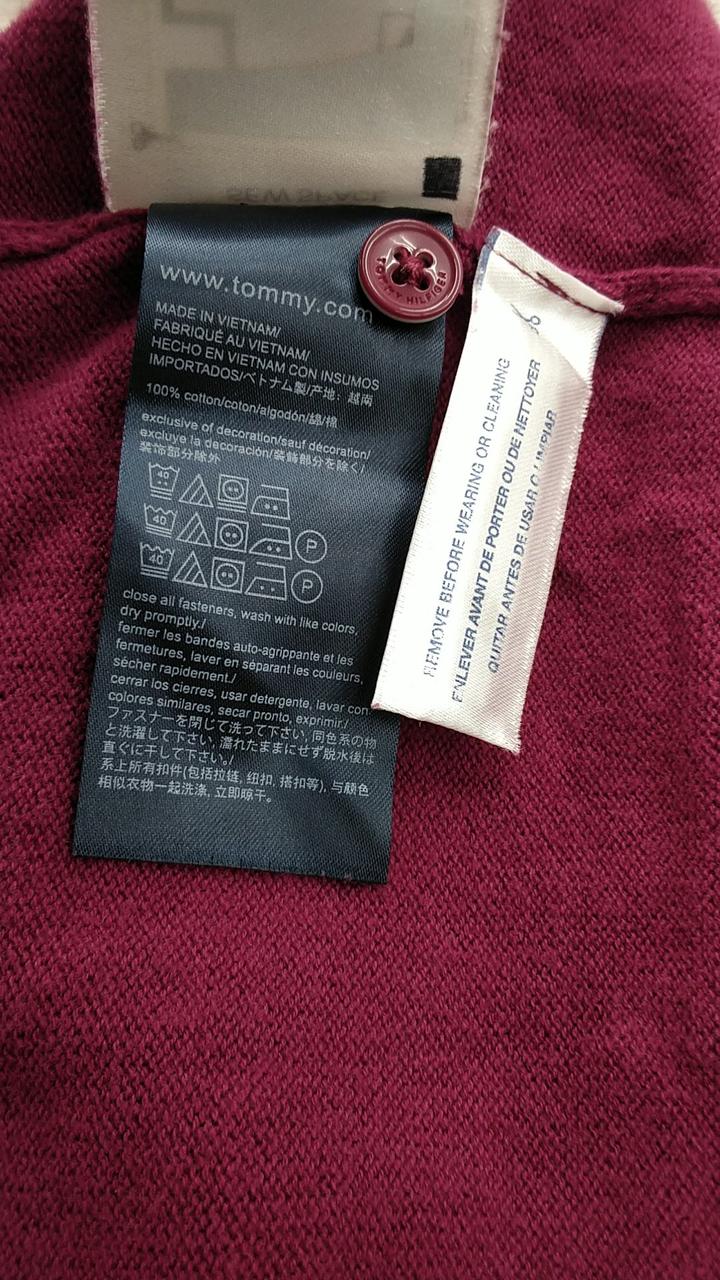 SEW SPACE
www.tommy.com
TOMMY HILFIGER
MADE IN VIETNAM/
FABRIQUÉ AU VIETNAM/
HECHO EN VIETNAM CON INSUMOS
IMPORTADOS/ベトナム製/产地: 越南
100% cotton/coton/algodón/綿/棉
exclusive of decoration/sauf décoration/
excluye la decoración/装飾部分を除く/
装饰部分除外
40
40 P
40 P
close all fasteners, wash with like colors,
dry promptly./
fermer les bandes auto-agrippante et les
fermetures, laver en séparant les couleurs,
sécher rapidement./
cerrar los cierres, usar detergente, lavar con
colores similares, secar pronto, exprimir./
ファスナーを閉じて洗って下さい, 同色系の物
と洗濯して下さい, 濡れたままにせず脱水後は
直ぐに干して下さい。/
系上所有扣件(包括拉链, 纽扣, 搭扣等), 与颜色
相似衣物一起洗涤, 立即晾干。
REMOVE BEFORE WEARING OR CLEANING
ENLEVER AVANT DE PORTER OU DE NETTOYER
QUITAR ANTES DE USAR